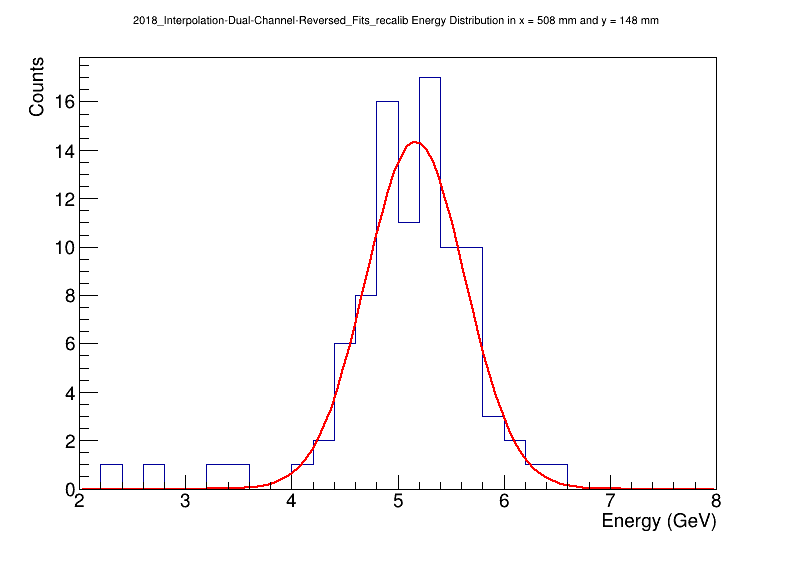 2018_Interpolation-Dual-Channel-Reversed_Fits_recalib Energy Distribution in x = 508 mm and y = 148 mm
Counts
16
14
12
10
8
6
4
2
0
2 3 4 5 6 7 8
Energy (GeV)